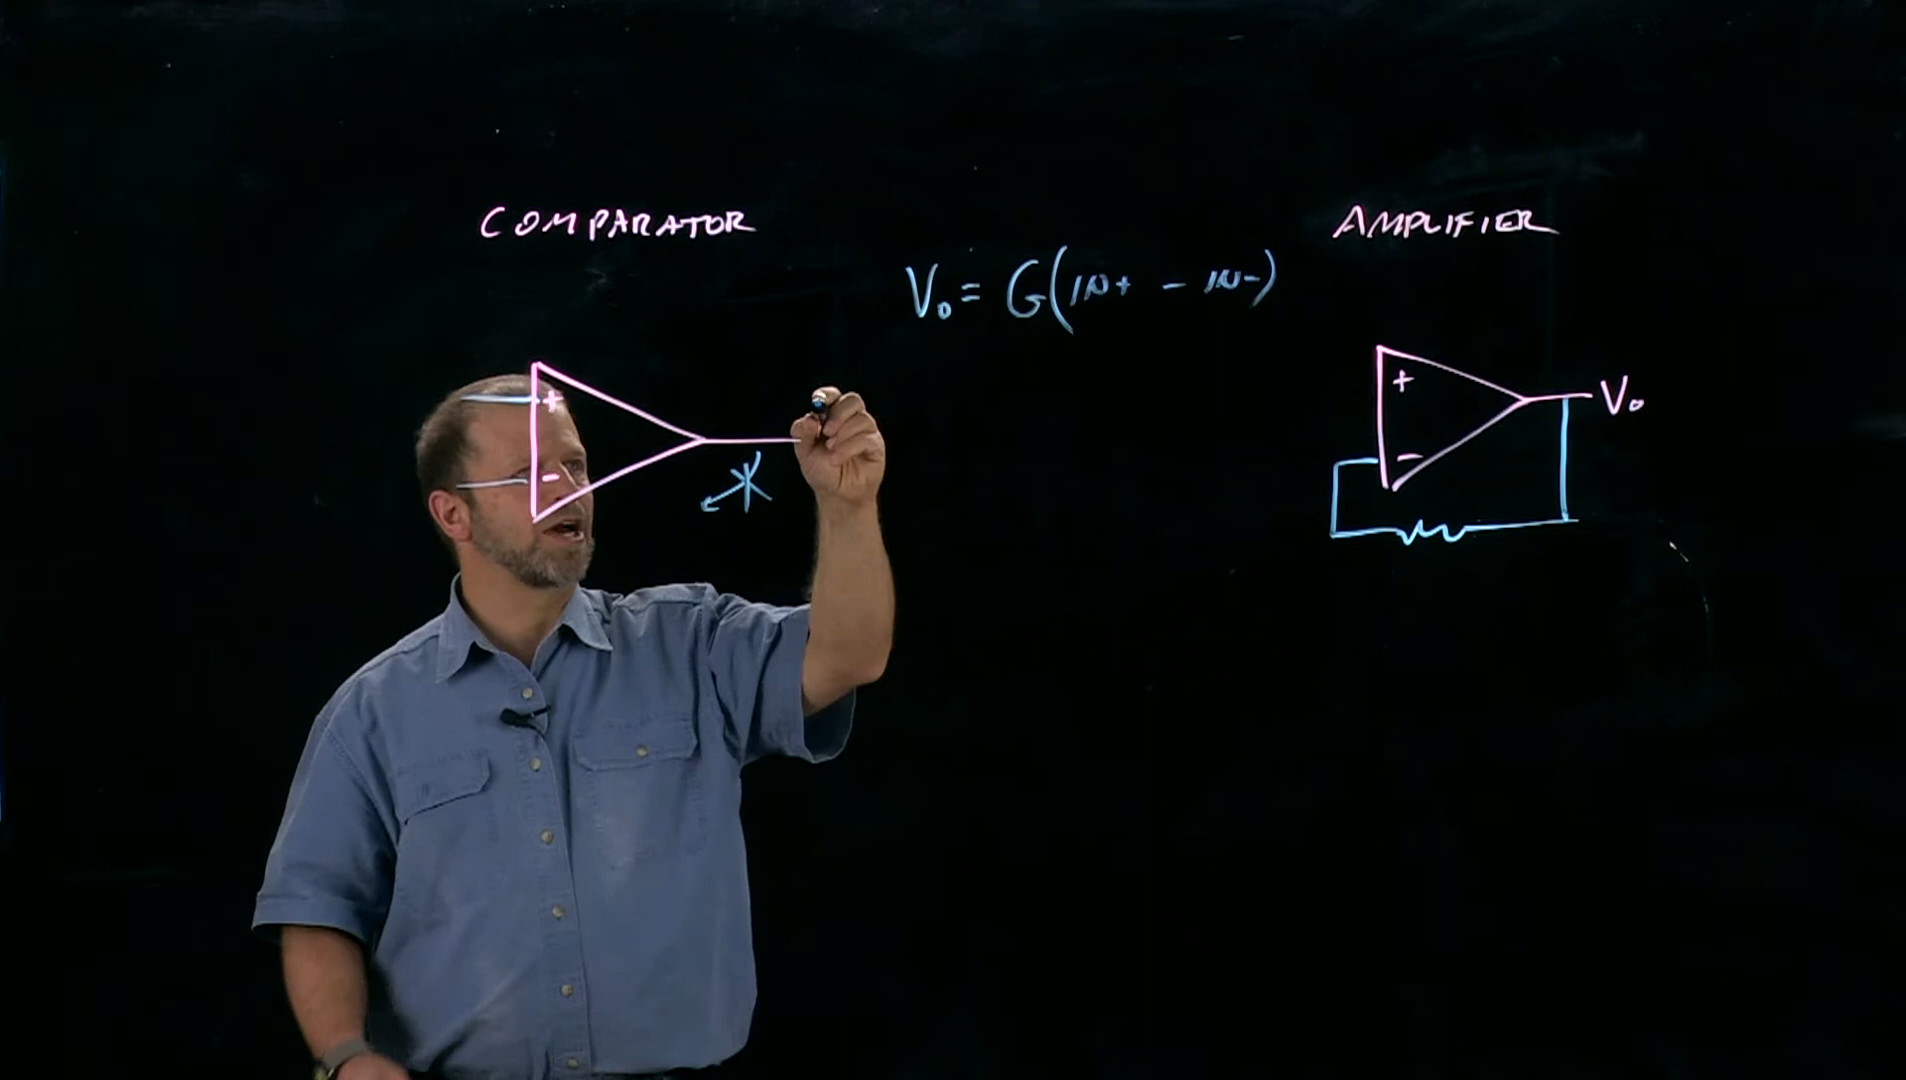 COMPARATOR
AMPLIFIER
V₀ = G(IN+ - IN-)
+
-
+
-
V₀